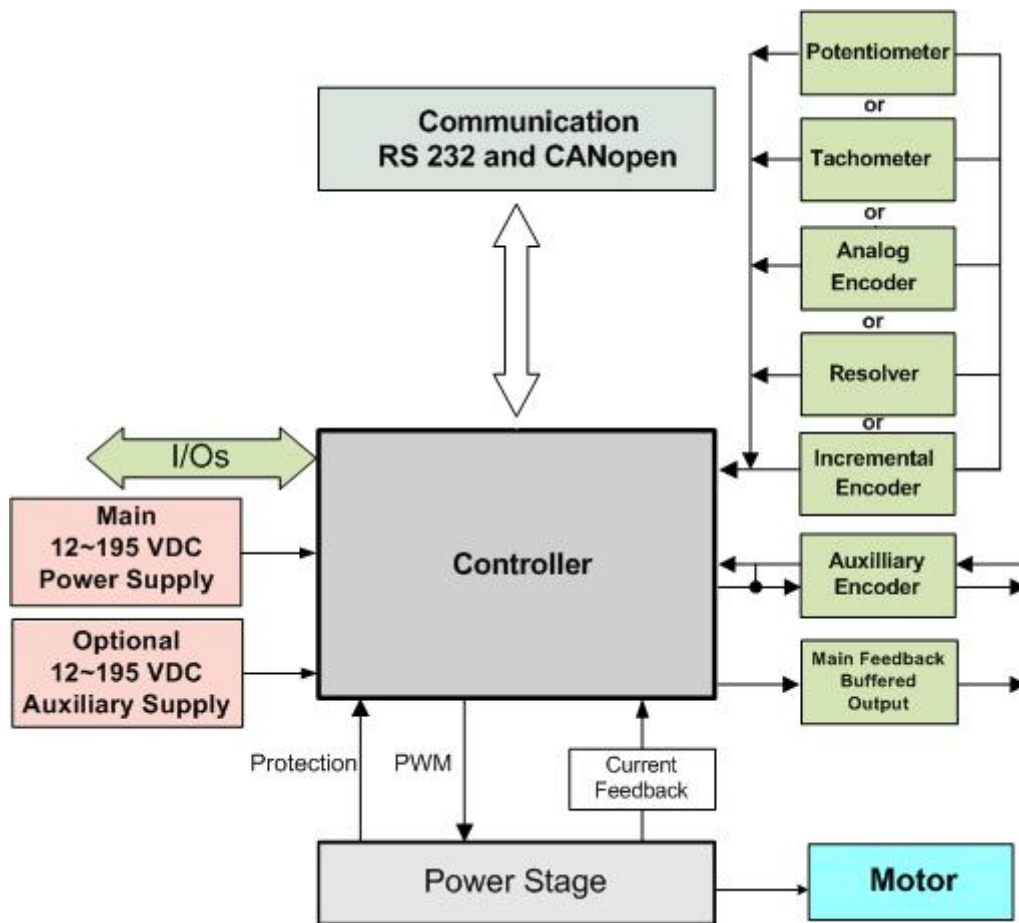 Potentiometer
or
Communication
RS 232 and CANopen
Tachometer
or
Analog
Encoder
or
Resolver
or
I/Os
Incremental
Encoder
Main
12~195 VDC
Power Supply
Controller
Auxilliary
Encoder
Optional
12~195 VDC
Auxiliary Supply
Main Feedback
Buffered
Output
Protection
PWM
Current
Feedback
Power Stage
Motor